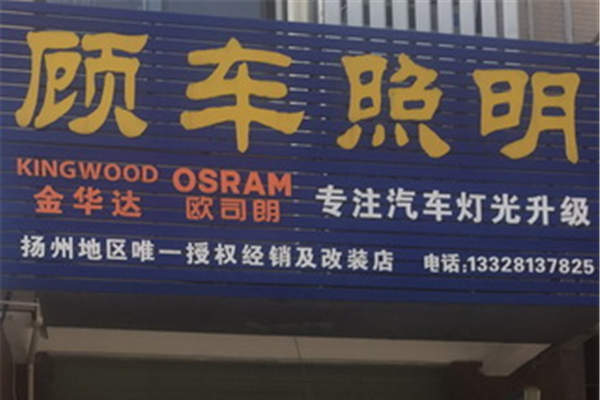 顾车照明
KINGWOOD OSRAM
金华达 欧司朗 专注汽车灯光升级
扬州地区唯一授权经销及改装店 电话:13328137825